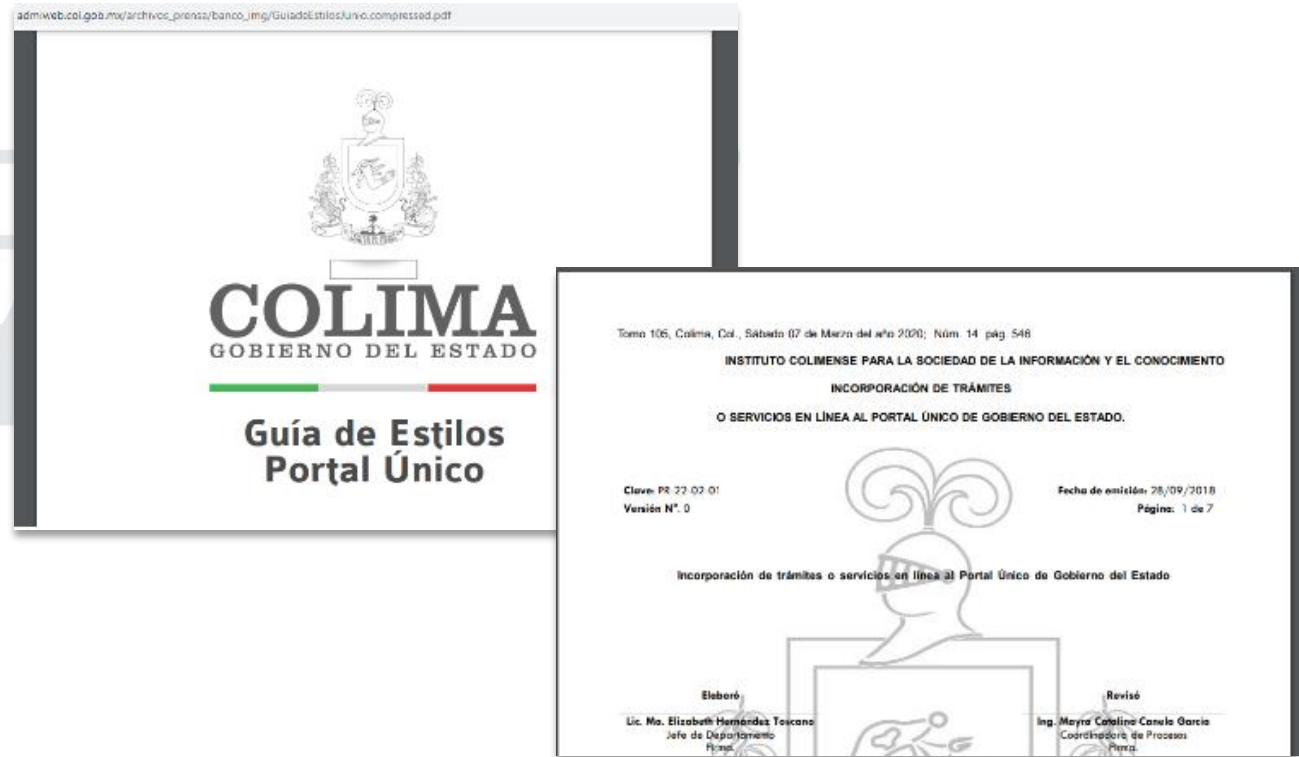 admiweb.col.gob.mx/archivos_prensa/banco_img/GuiadeEstilosJunio.compressed.pdf
COLIMA
GOBIERNO DEL ESTADO
Guía de Estilos
Portal Único
Tomo 105, Colima, Col., Sábado 07 de Marzo del año 2020; Núm. 14 pág. 546
INSTITUTO COLIMENSE PARA LA SOCIEDAD DE LA INFORMACIÓN Y EL CONOCIMIENTO
INCORPORACIÓN DE TRÁMITES
O SERVICIOS EN LÍNEA AL PORTAL ÚNICO DE GOBIERNO DEL ESTADO.
Clave: PR-22-02-01 Fecha de emisión: 28/09/2018
Versión N°. 0 Página: 1 de 7
Incorporación de trámites o servicios en línea al Portal Único de Gobierno del Estado
Elaboró Revisó
Lic. Ma. Elizabeth Hernández Toscano Ing. Mayra Catalina Canela García
Jefe de Departamento Coordinadora de Procesos
Firma. Firma.